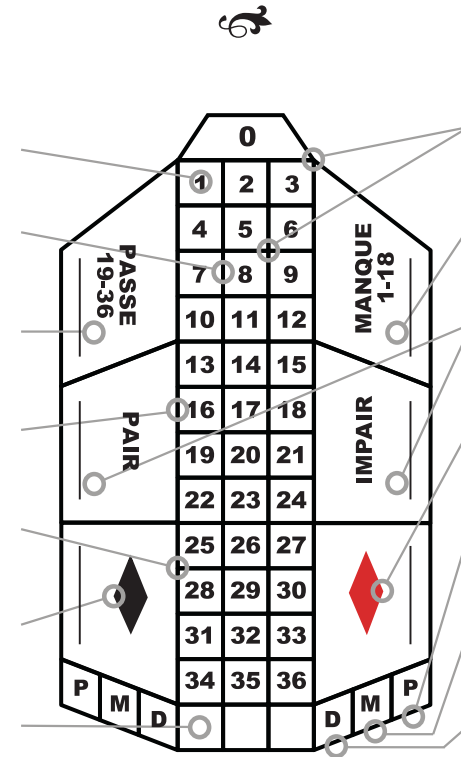 0
1 2 3
4 5 6
7 8 9
PASSE
19-36
MANQUE
1-18
10 11 12
13 14 15
16 17 18
PAIR
IMPAIR
19 20 21
22 23 24
25 26 27
28 29 30
31 32 33
34 35 36
P M D
D M P